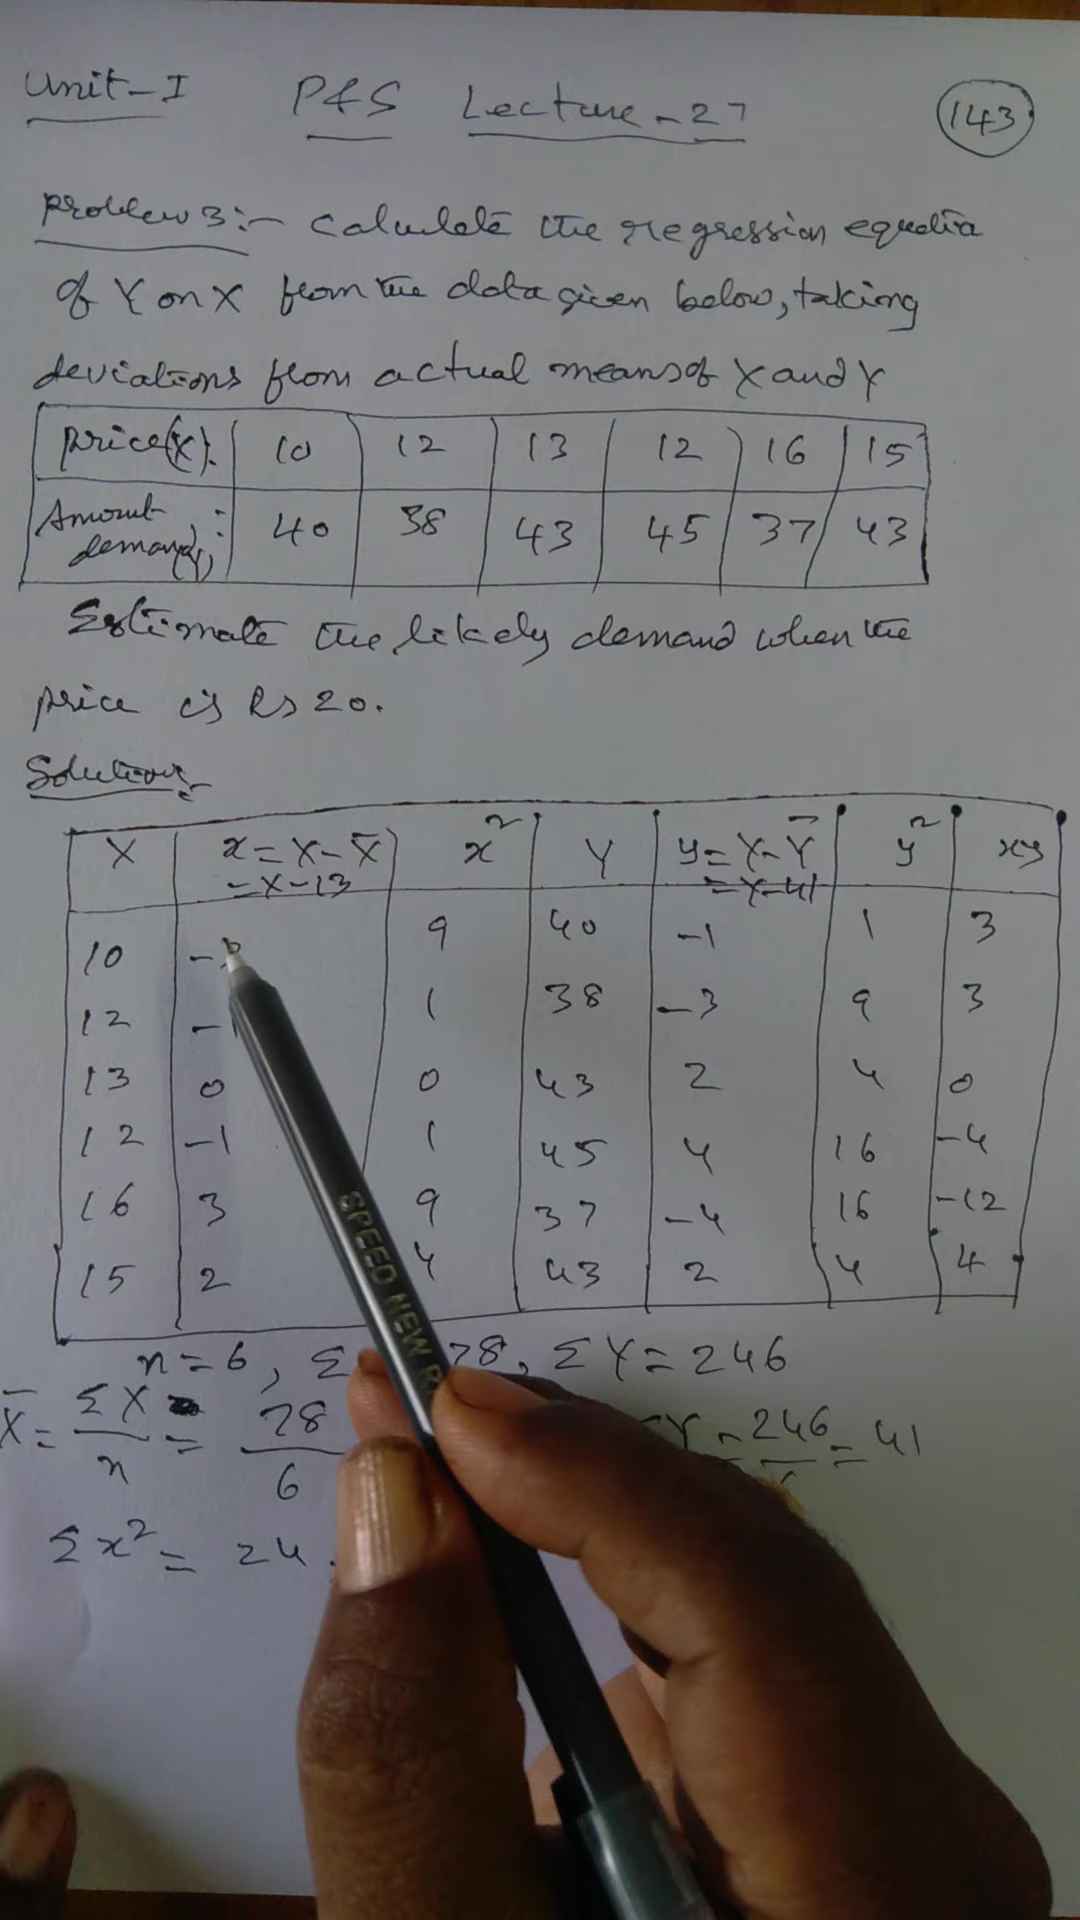 Unit-I P&S Lecture-27 143
Problem 3:- Calculate the regression equation
of Y on X from the data given below, taking
deviations from actual means of X and Y
Price(X): 10 12 13 12 16 15
Amount demand(Y): 40 38 43 45 37 43
Estimate the likely demand when the
price is Rs 20.
Solution:-
X x=X-X̄ x² Y y=Y-Ȳ y² xy
=X-13 =Y-41
10 9 40 -1 1 3
12 -1 1 38 -3 9 3
13 0 0 43 2 4 0
12 -1 1 45 4 16 -4
16 3 9 37 -4 16 -12
15 2 4 43 2 4 4
n=6, Σ 78, ΣY=246
X̄ = ΣX/n = 78/6 Y = 246 = 41
Σx² = 24
SPEED NEW